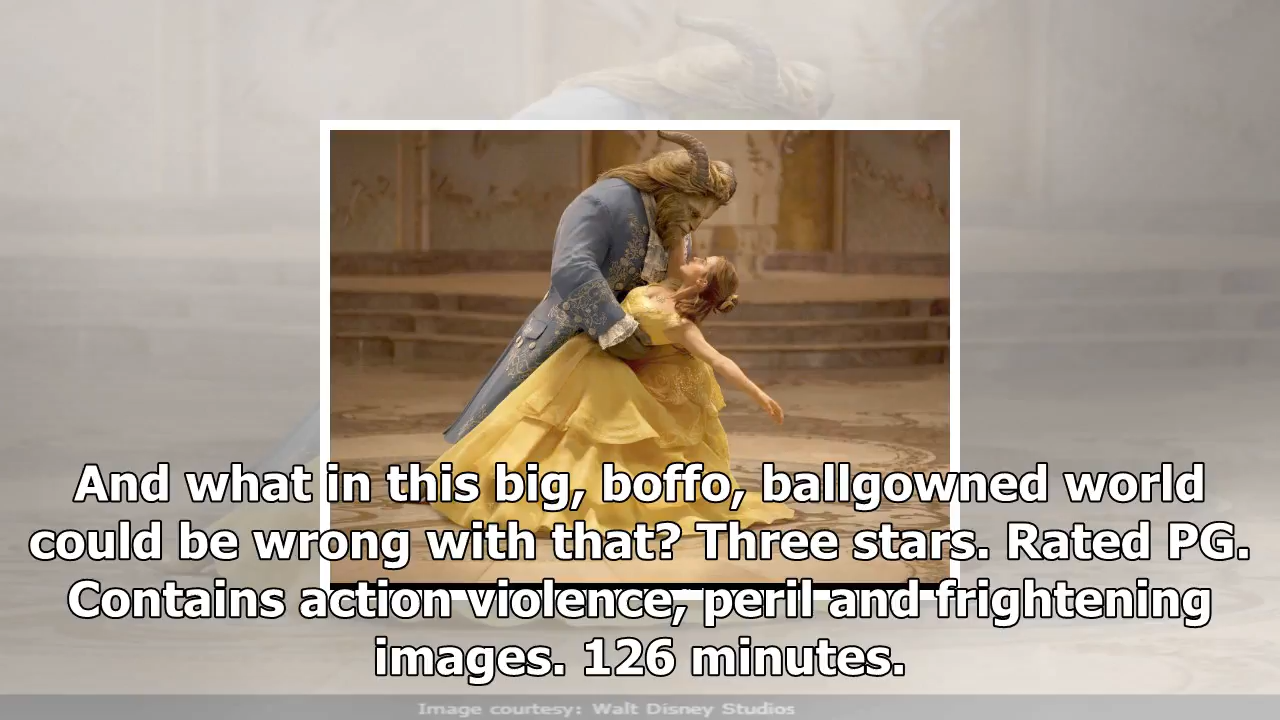 And what in this big, boffo, ballgowned world
could be wrong with that? Three stars. Rated PG.
Contains action violence, peril and frightening
images. 126 minutes.
Image courtesy: Walt Disney Studios